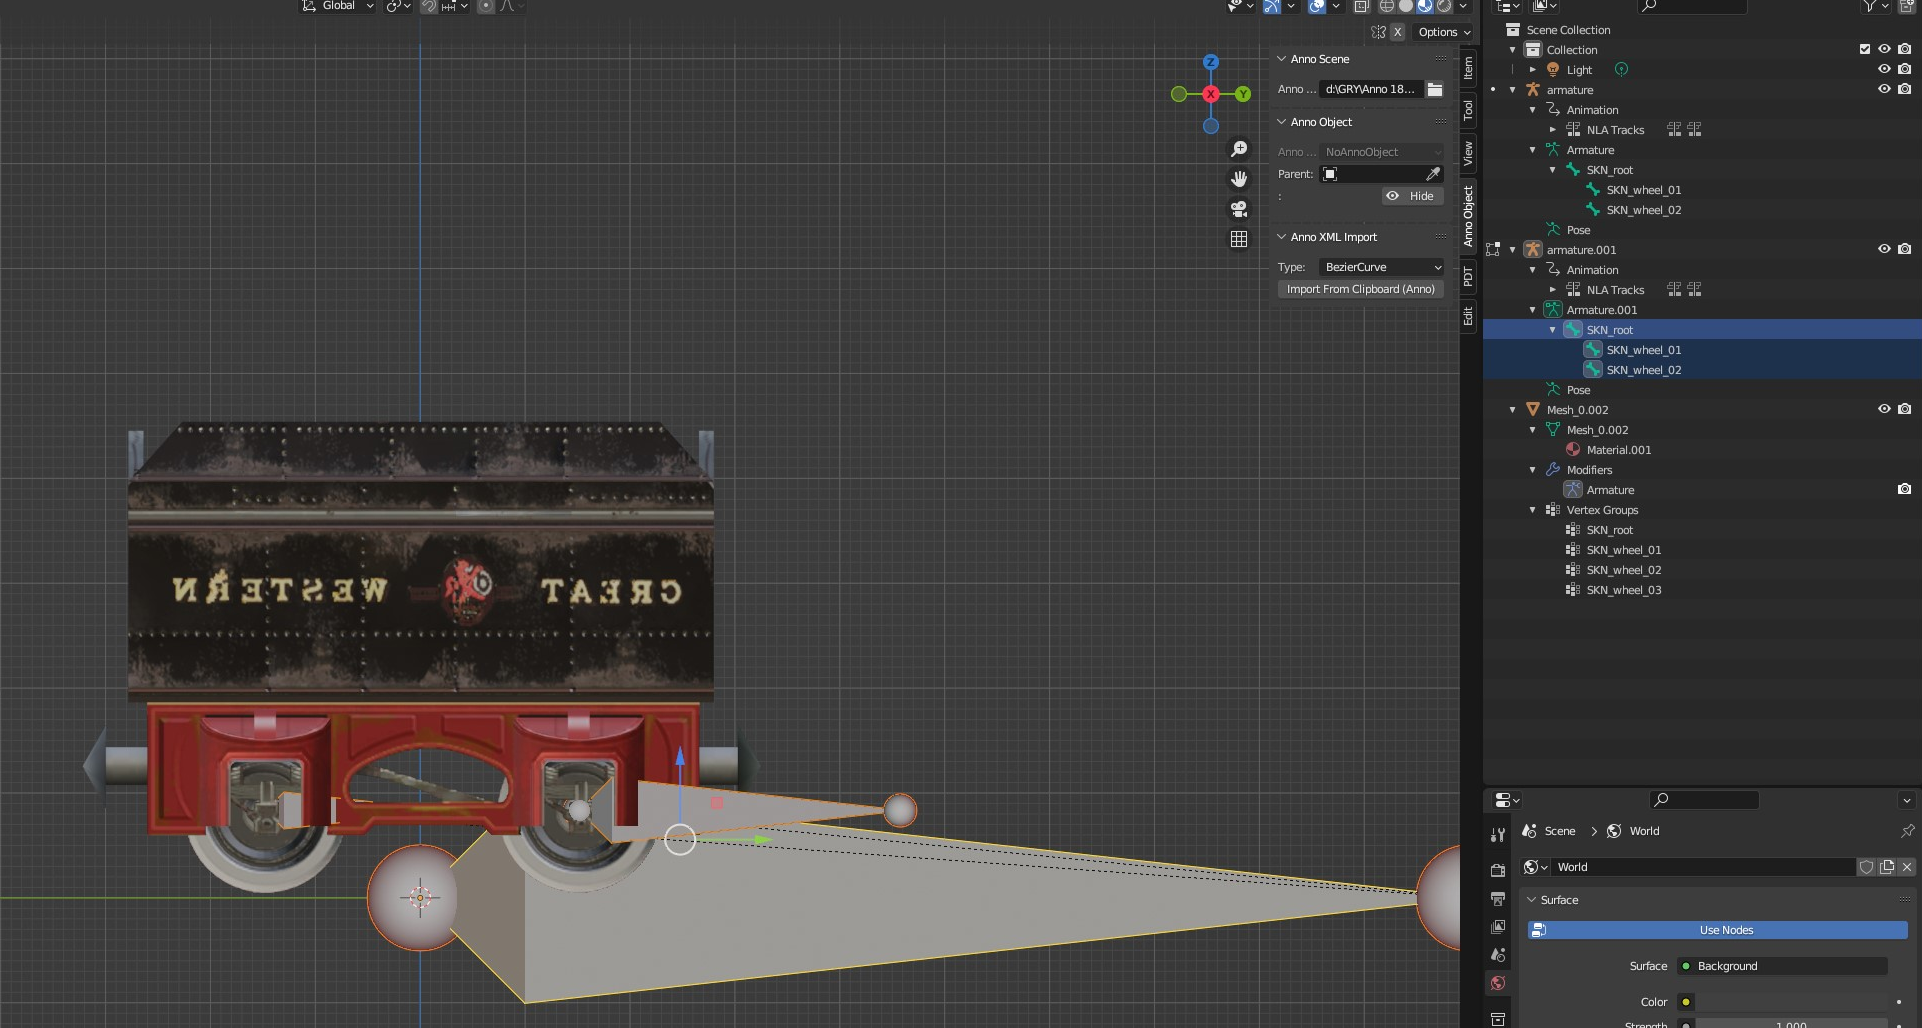 Global
X
Options
Anno Scene
Anno ...
d:\GRY\Anno 18...
Anno Object
Anno ...
NoAnnoObject
Parent:
:
Hide
Anno XML Import
Type:
BezierCurve
Import From Clipboard (Anno)
Z
X
Y
Item
Tool
View
Anno Object
PDT
Edit
Scene Collection
Collection
Light
armature
Animation
NLA Tracks
Armature
SKN_root
SKN_wheel_01
SKN_wheel_02
Pose
armature.001
Animation
NLA Tracks
Armature.001
SKN_root
SKN_wheel_01
SKN_wheel_02
Pose
Mesh_0.002
Mesh_0.002
Material.001
Modifiers
Armature
Vertex Groups
SKN_root
SKN_wheel_01
SKN_wheel_02
SKN_wheel_03
GREAT WESTERN
Scene
World
World
Surface
Use Nodes
Surface
Background
Color
Strength
1.000